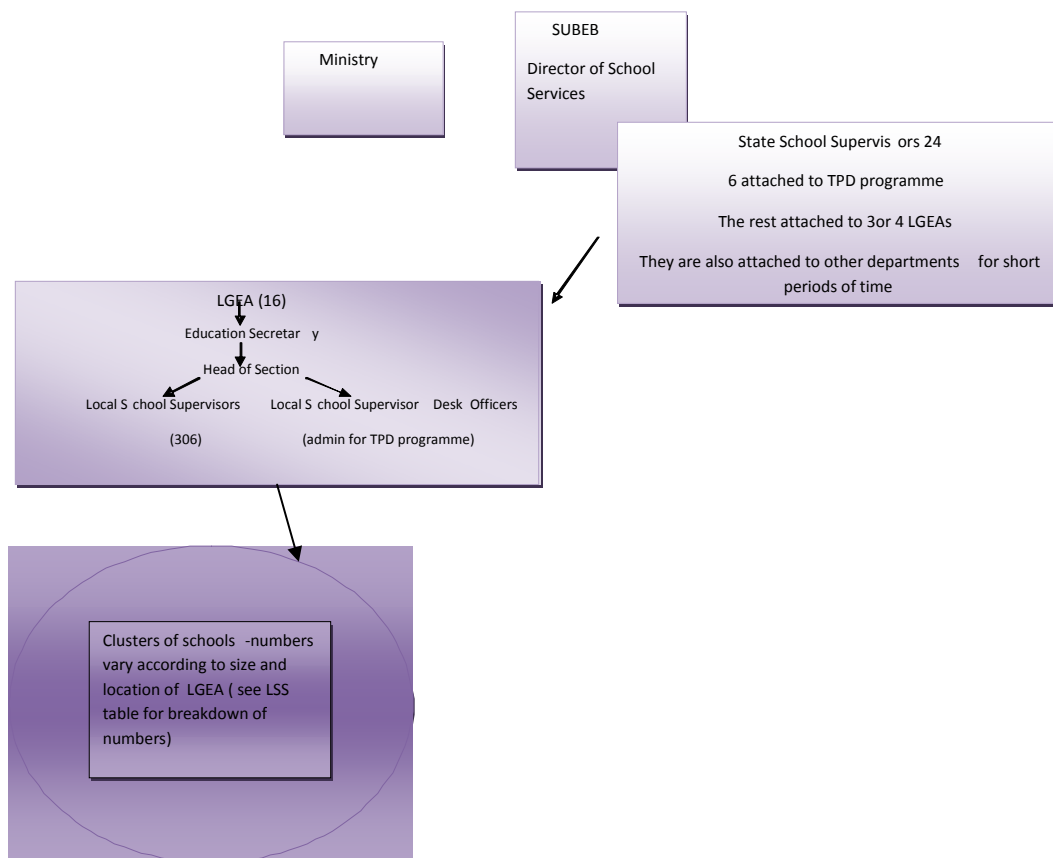 Ministry
SUBEB
Director of School
Services
State School Supervis ors 24
6 attached to TPD programme
The rest attached to 3or 4 LGEAs
They are also attached to other departments for short
periods of time
LGEA (16)
Education Secretar y
Head of Section
Local S chool Supervisors
(306)
Local S chool Supervisor Desk Officers
(admin for TPD programme)
Clusters of schools -numbers
vary according to size and
location of LGEA ( see LSS
table for breakdown of
numbers)